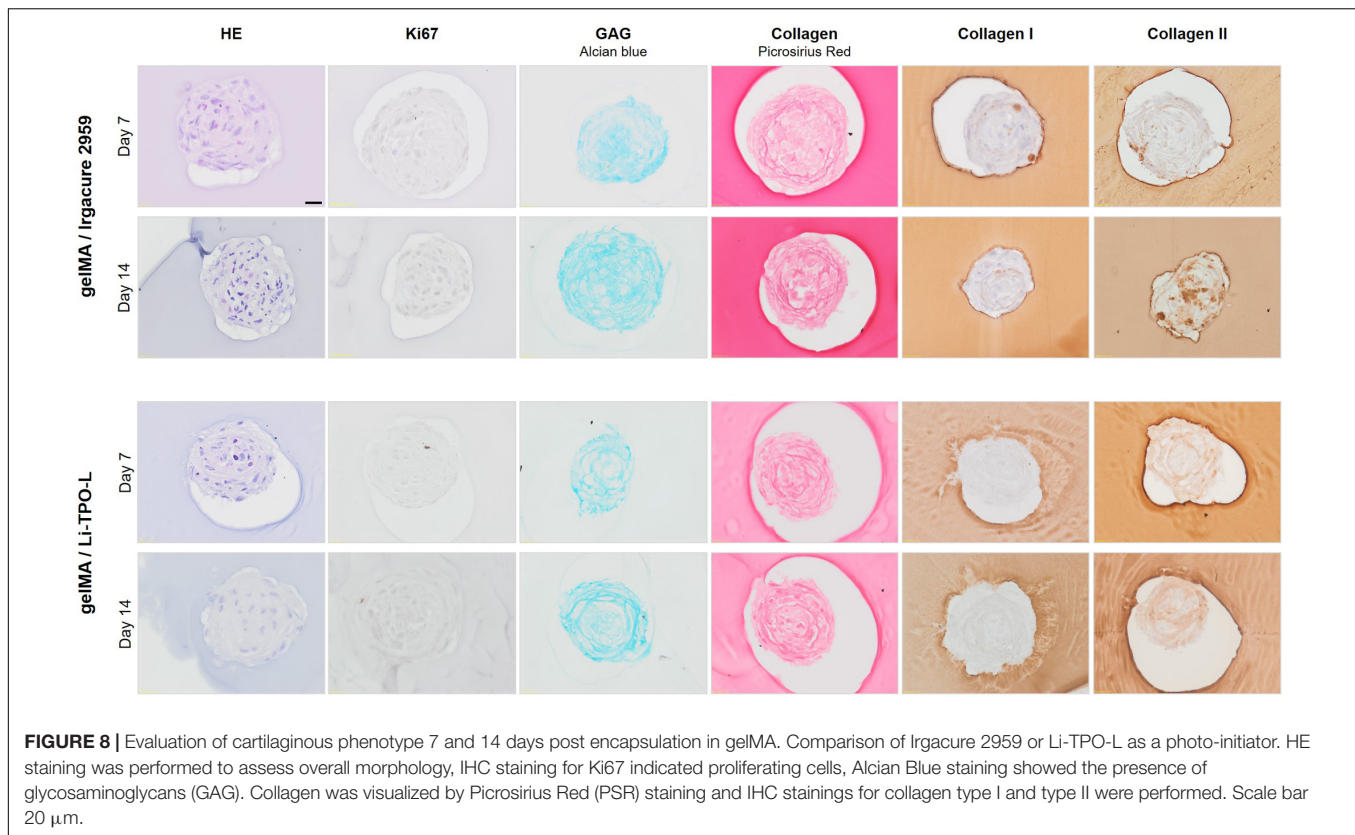 HE
Ki67
GAG
Alcian blue
Collagen
Picrosirius Red
Collagen I
Collagen II
gelMA / Irgacure 2959
Day 7
Day 14
gelMA / Li-TPO-L
Day 7
Day 14
FIGURE 8 | Evaluation of cartilaginous phenotype 7 and 14 days post encapsulation in gelMA. Comparison of Irgacure 2959 or Li-TPO-L as a photo-initiator. HE
staining was performed to assess overall morphology, IHC staining for Ki67 indicated proliferating cells, Alcian Blue staining showed the presence of
glycosaminoglycans (GAG). Collagen was visualized by Picrosirius Red (PSR) staining and IHC stainings for collagen type I and type II were performed. Scale bar
20 μm.